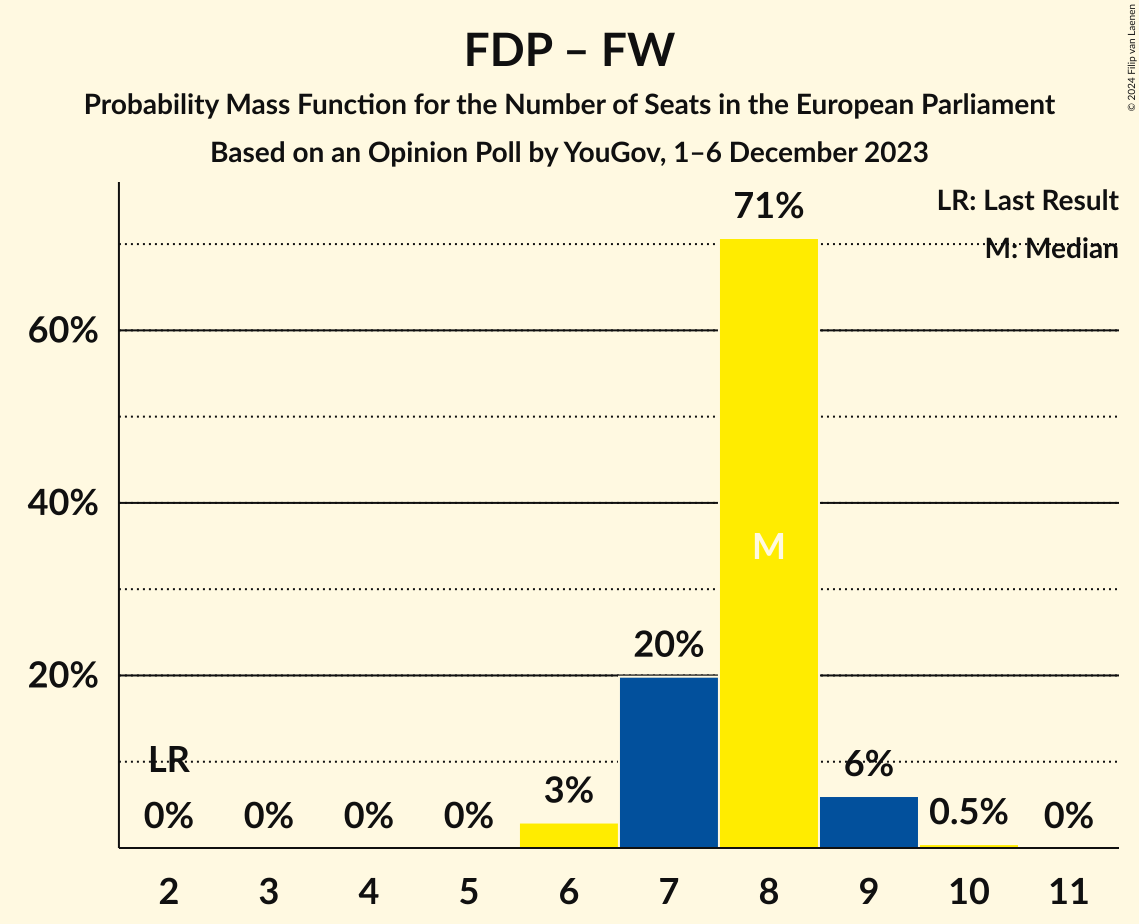 FDP – FW
Probability Mass Function for the Number of Seats in the European Parliament
Based on an Opinion Poll by YouGov, 1–6 December 2023
© 2024 Filip van Laenen
LR: Last Result
M: Median
71%
60%
40%
M
20%
20%
LR
0%
0%
0%
0%
3%
6%
0.5%
0%
2 3 4 5 6 7 8 9 10 11